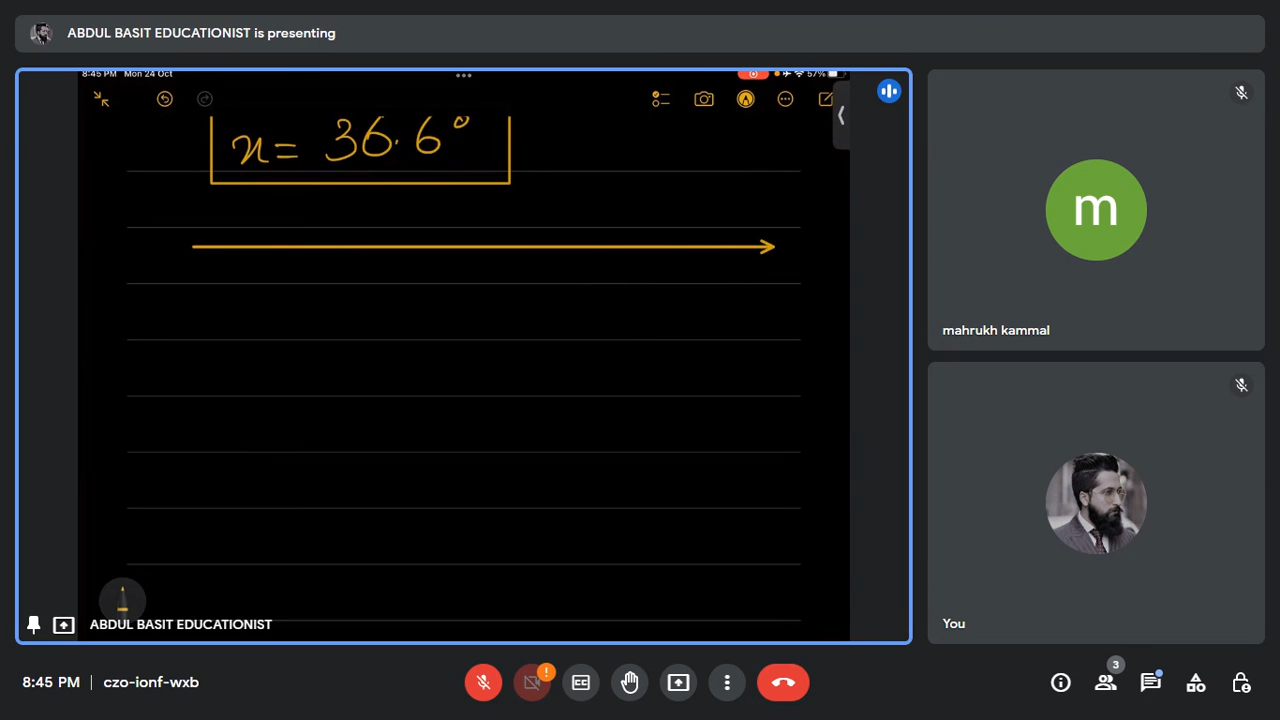 ABDUL BASIT EDUCATIONIST is presenting
8:45 PM Mon 24 Oct
57%
x = 36.6°
m
mahrukh kammal
You
ABDUL BASIT EDUCATIONIST
8:45 PM | czo-ionf-wxb
CC
3